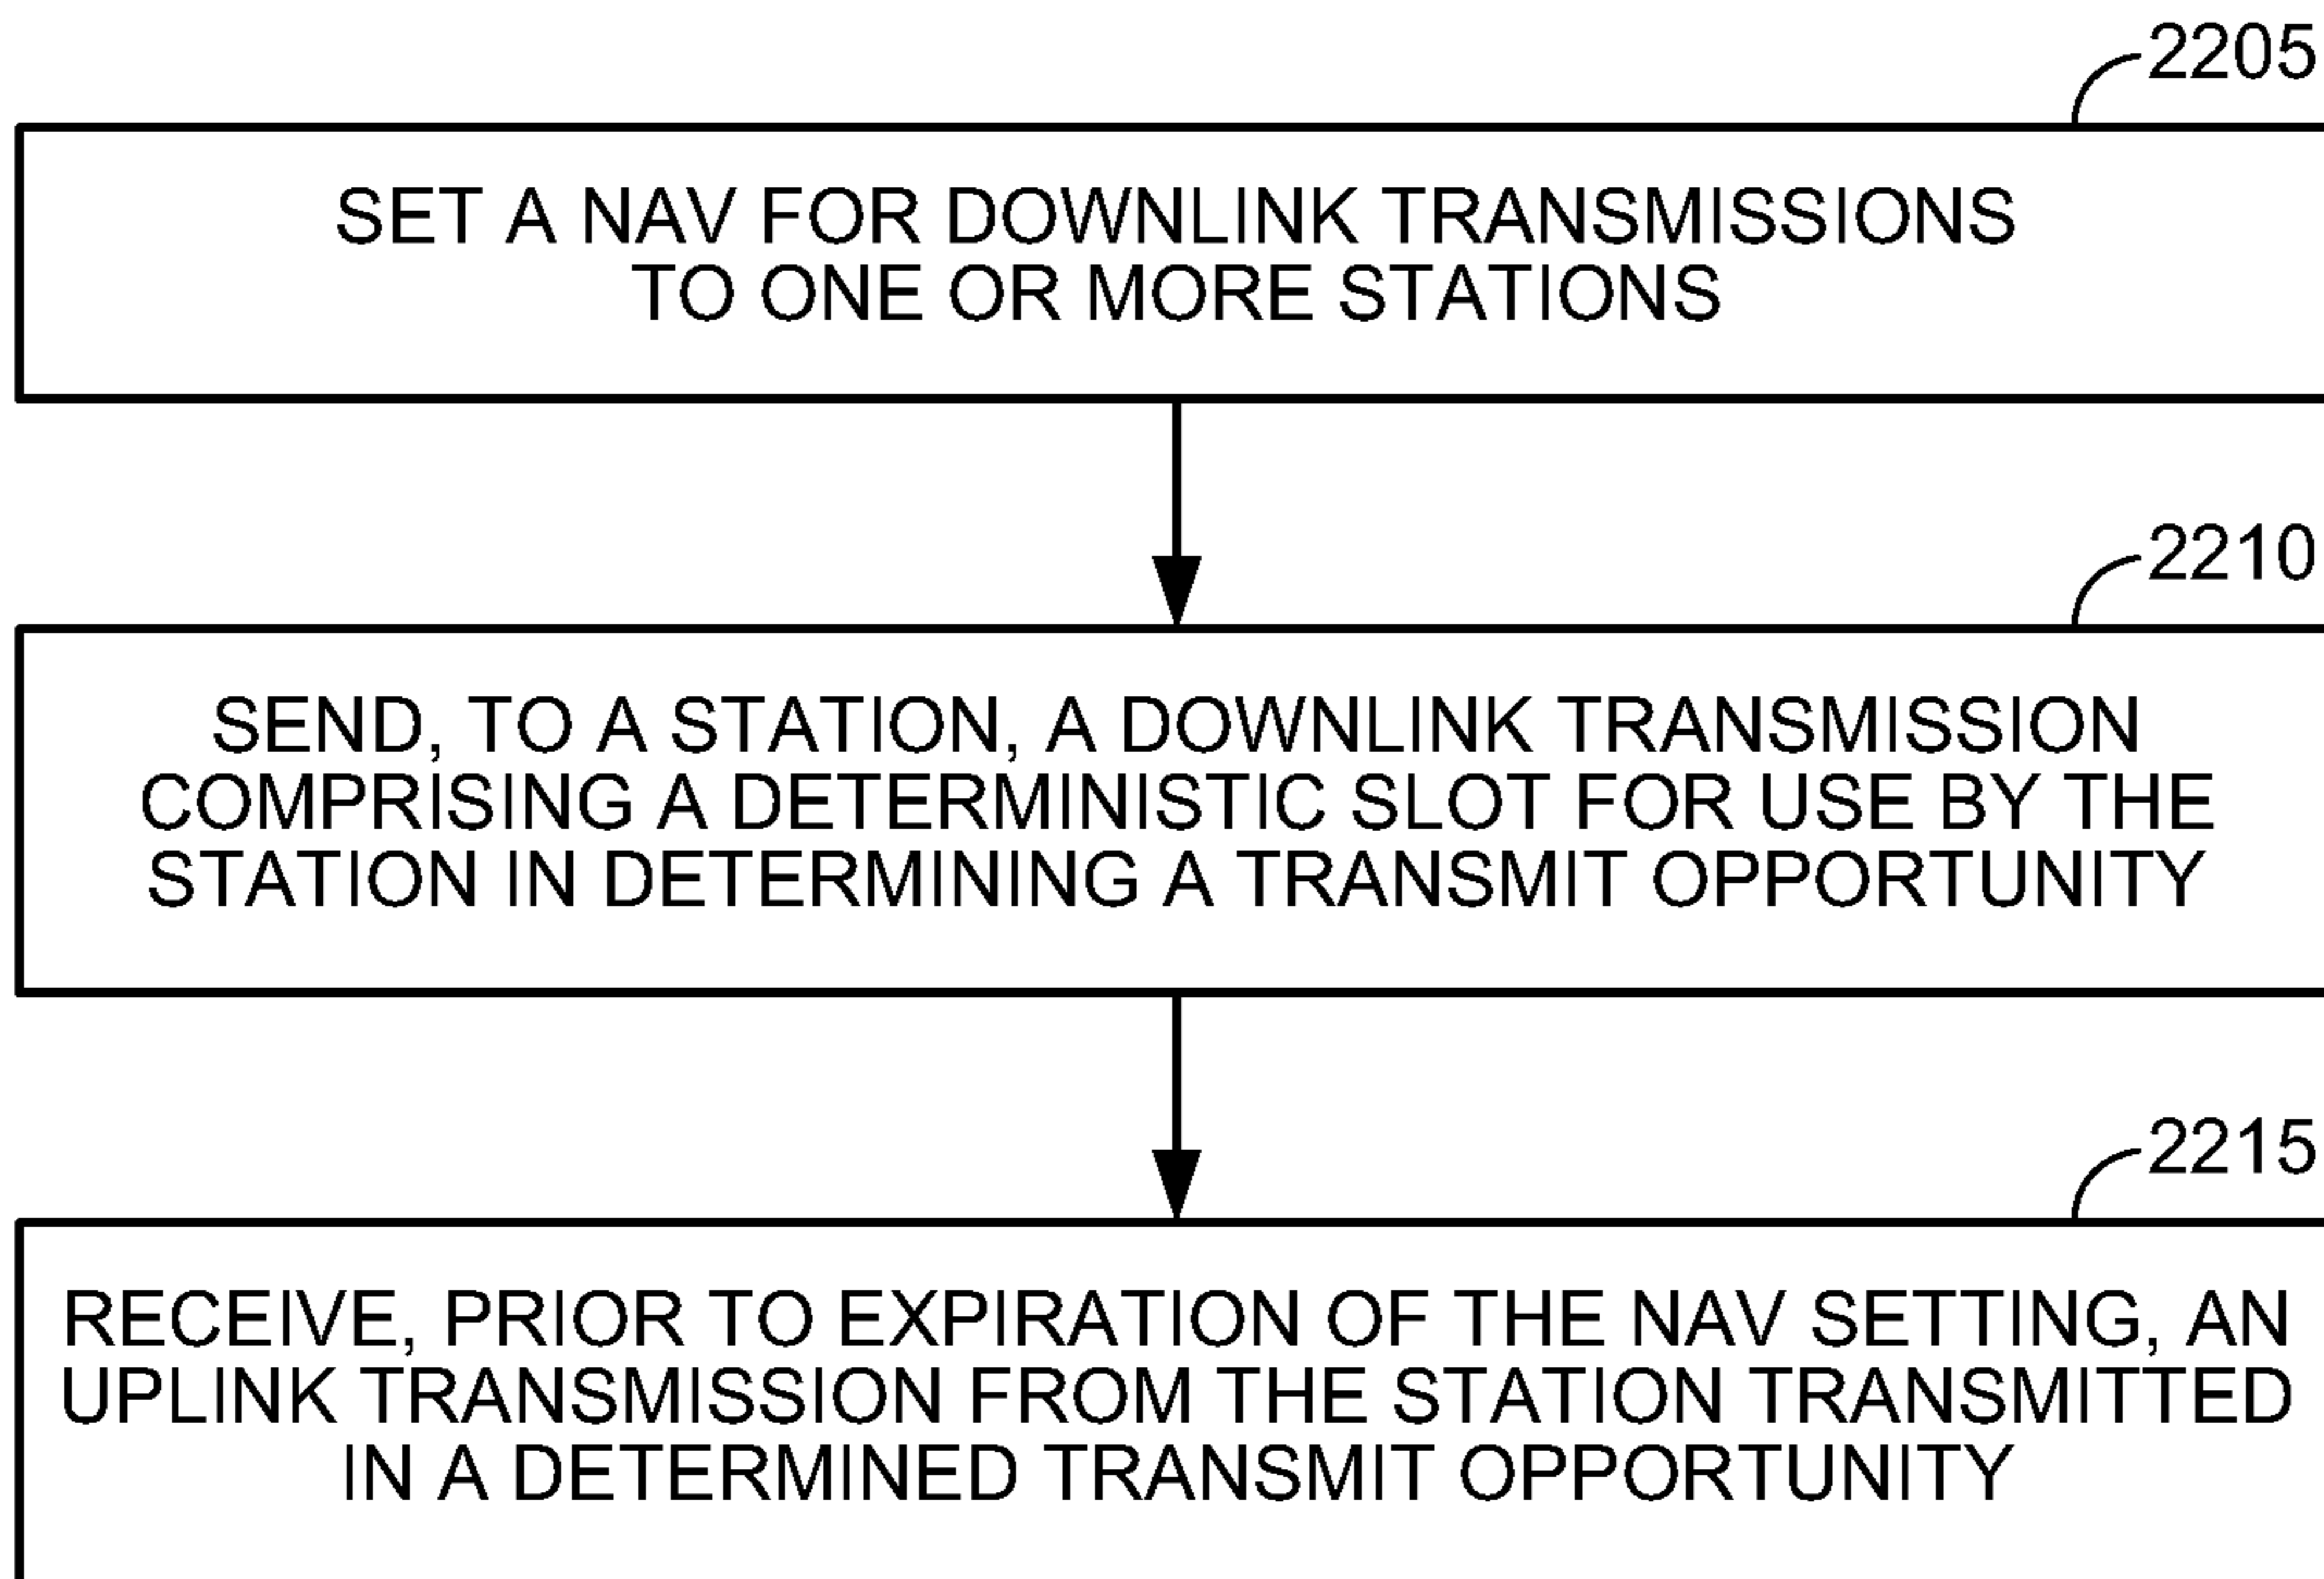 2205
SET A NAV FOR DOWNLINK TRANSMISSIONS
TO ONE OR MORE STATIONS
2210
SEND, TO A STATION, A DOWNLINK TRANSMISSION
COMPRISING A DETERMINISTIC SLOT FOR USE BY THE
STATION IN DETERMINING A TRANSMIT OPPORTUNITY
2215
RECEIVE, PRIOR TO EXPIRATION OF THE NAV SETTING, AN
UPLINK TRANSMISSION FROM THE STATION TRANSMITTED
IN A DETERMINED TRANSMIT OPPORTUNITY